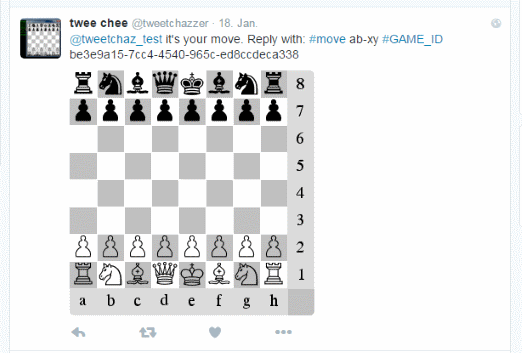 twee chee @tweetchazzer · 18. Jan.
@tweetchaz_test it's your move. Reply with: #move ab-xy #GAME_ID
be3e9a15-7cc4-4540-965c-ed8ccdeca338
8
7
6
5
4
3
2
1
a b c d e f g h